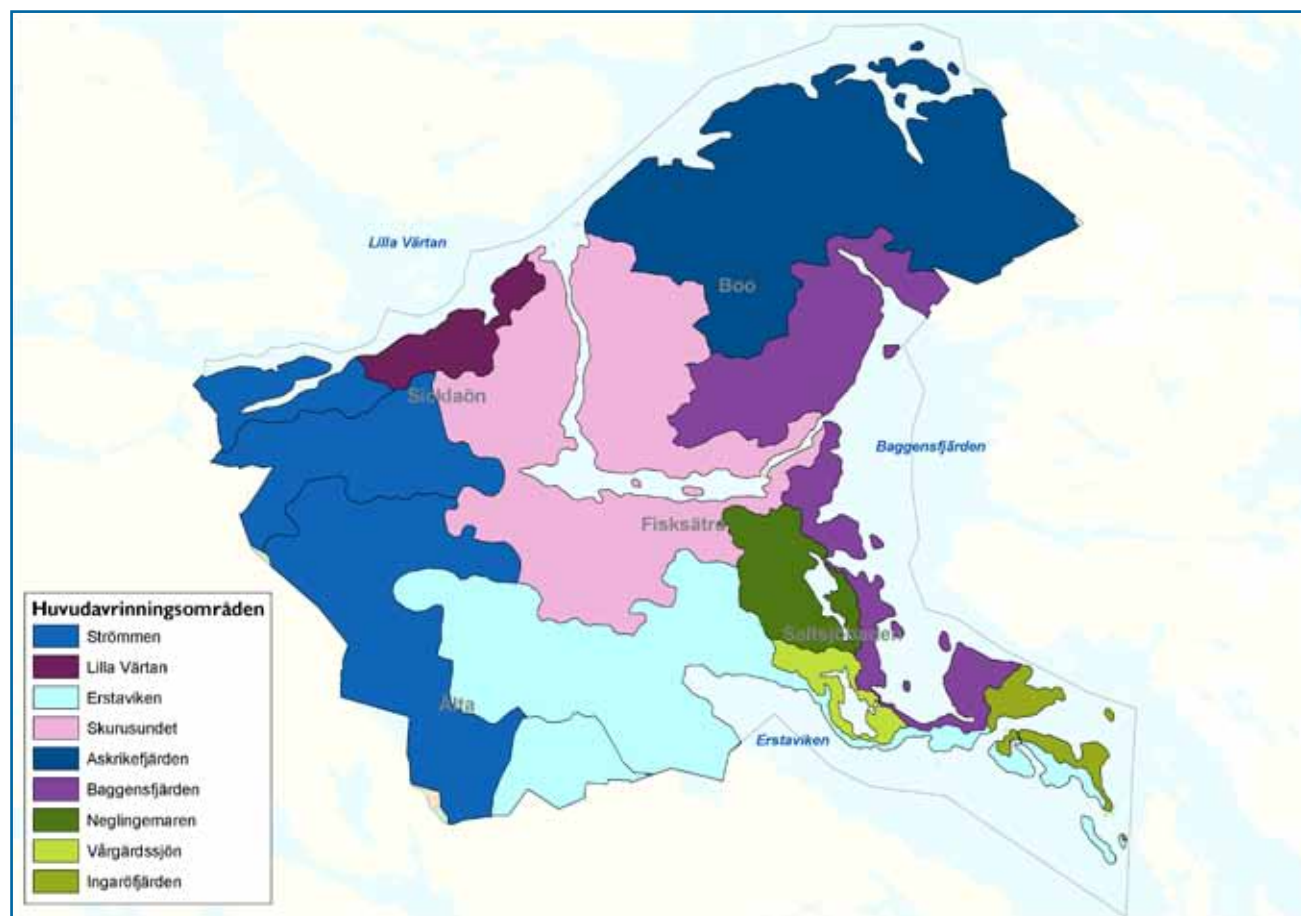 Lilla Värtan
Boo
Sicklaön
Baggensfjärden
Fisksätra
Saltsjöbaden
Älta
Erstaviken
Huvudavrinningsområden
Strömmen
Lilla Värtan
Erstaviken
Skurusundet
Askrikefjärden
Baggensfjärden
Neglingemaren
Vårgärdssjön
Ingaröfjärden